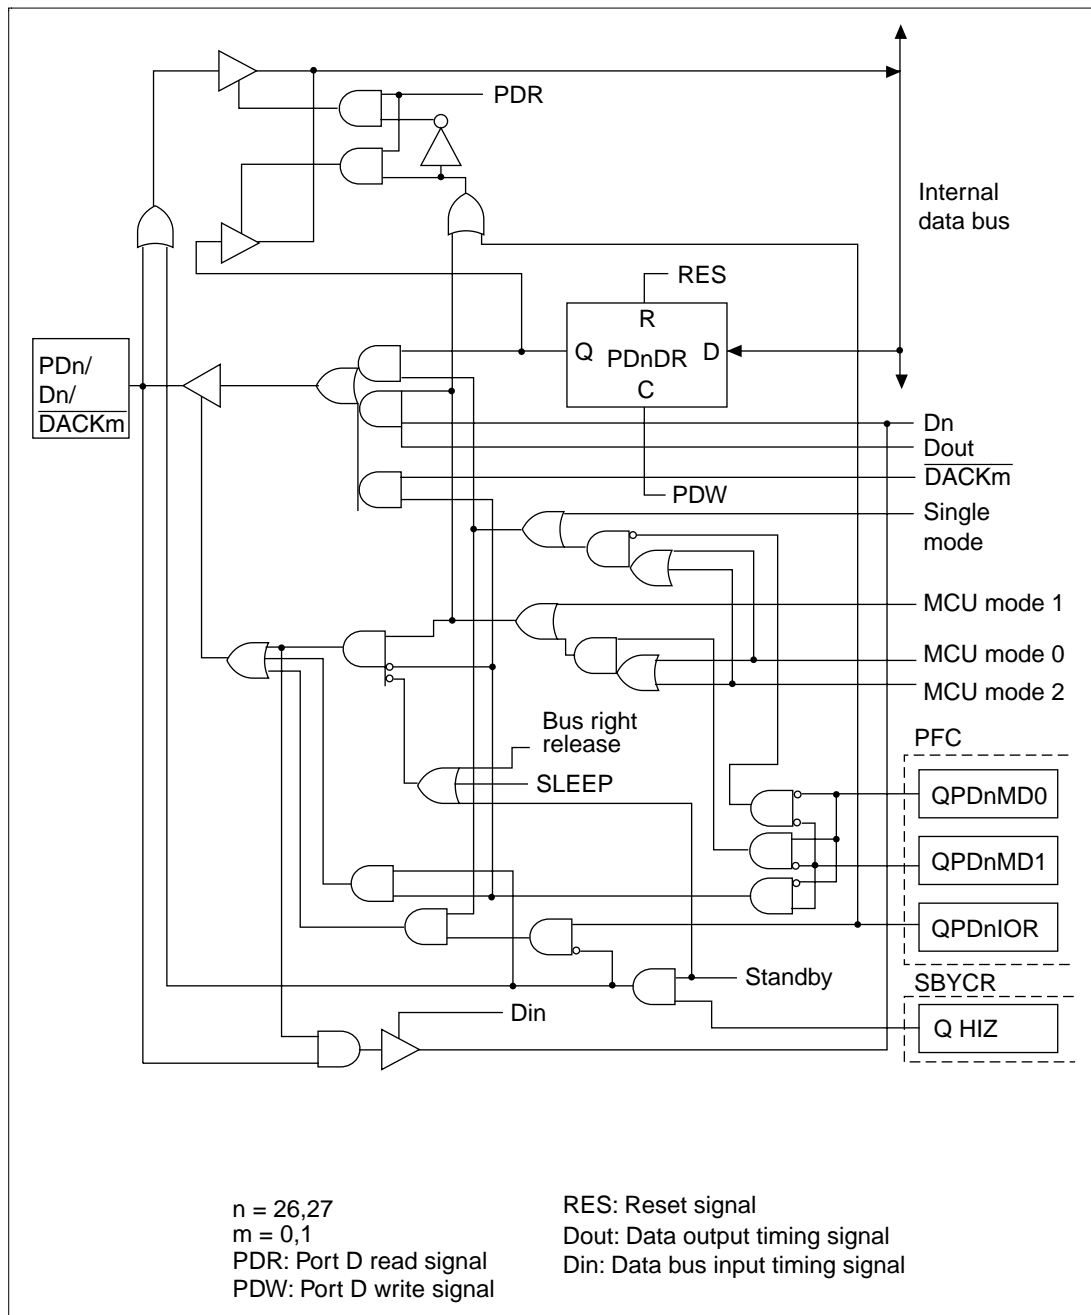 PDR
Internal
data bus
RES
R
Q PDnDR D
C
PDn/
Dn/
DACKm
Dn
Dout
DACKm
PDW
Single
mode
MCU mode 1
MCU mode 0
MCU mode 2
Bus right
release
SLEEP
PFC
QPDnMD0
QPDnMD1
QPDnIOR
Standby
SBYCR
Q HIZ
Din
n = 26,27
m = 0,1
PDR: Port D read signal
PDW: Port D write signal
RES: Reset signal
Dout: Data output timing signal
Din: Data bus input timing signal